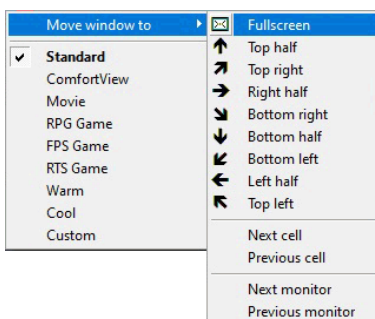 Move window to
Standard
ComfortView
Movie
RPG Game
FPS Game
RTS Game
Warm
Cool
Custom
Fullscreen
Top half
Top right
Right half
Bottom right
Bottom half
Bottom left
Left half
Top left
Next cell
Previous cell
Next monitor
Previous monitor